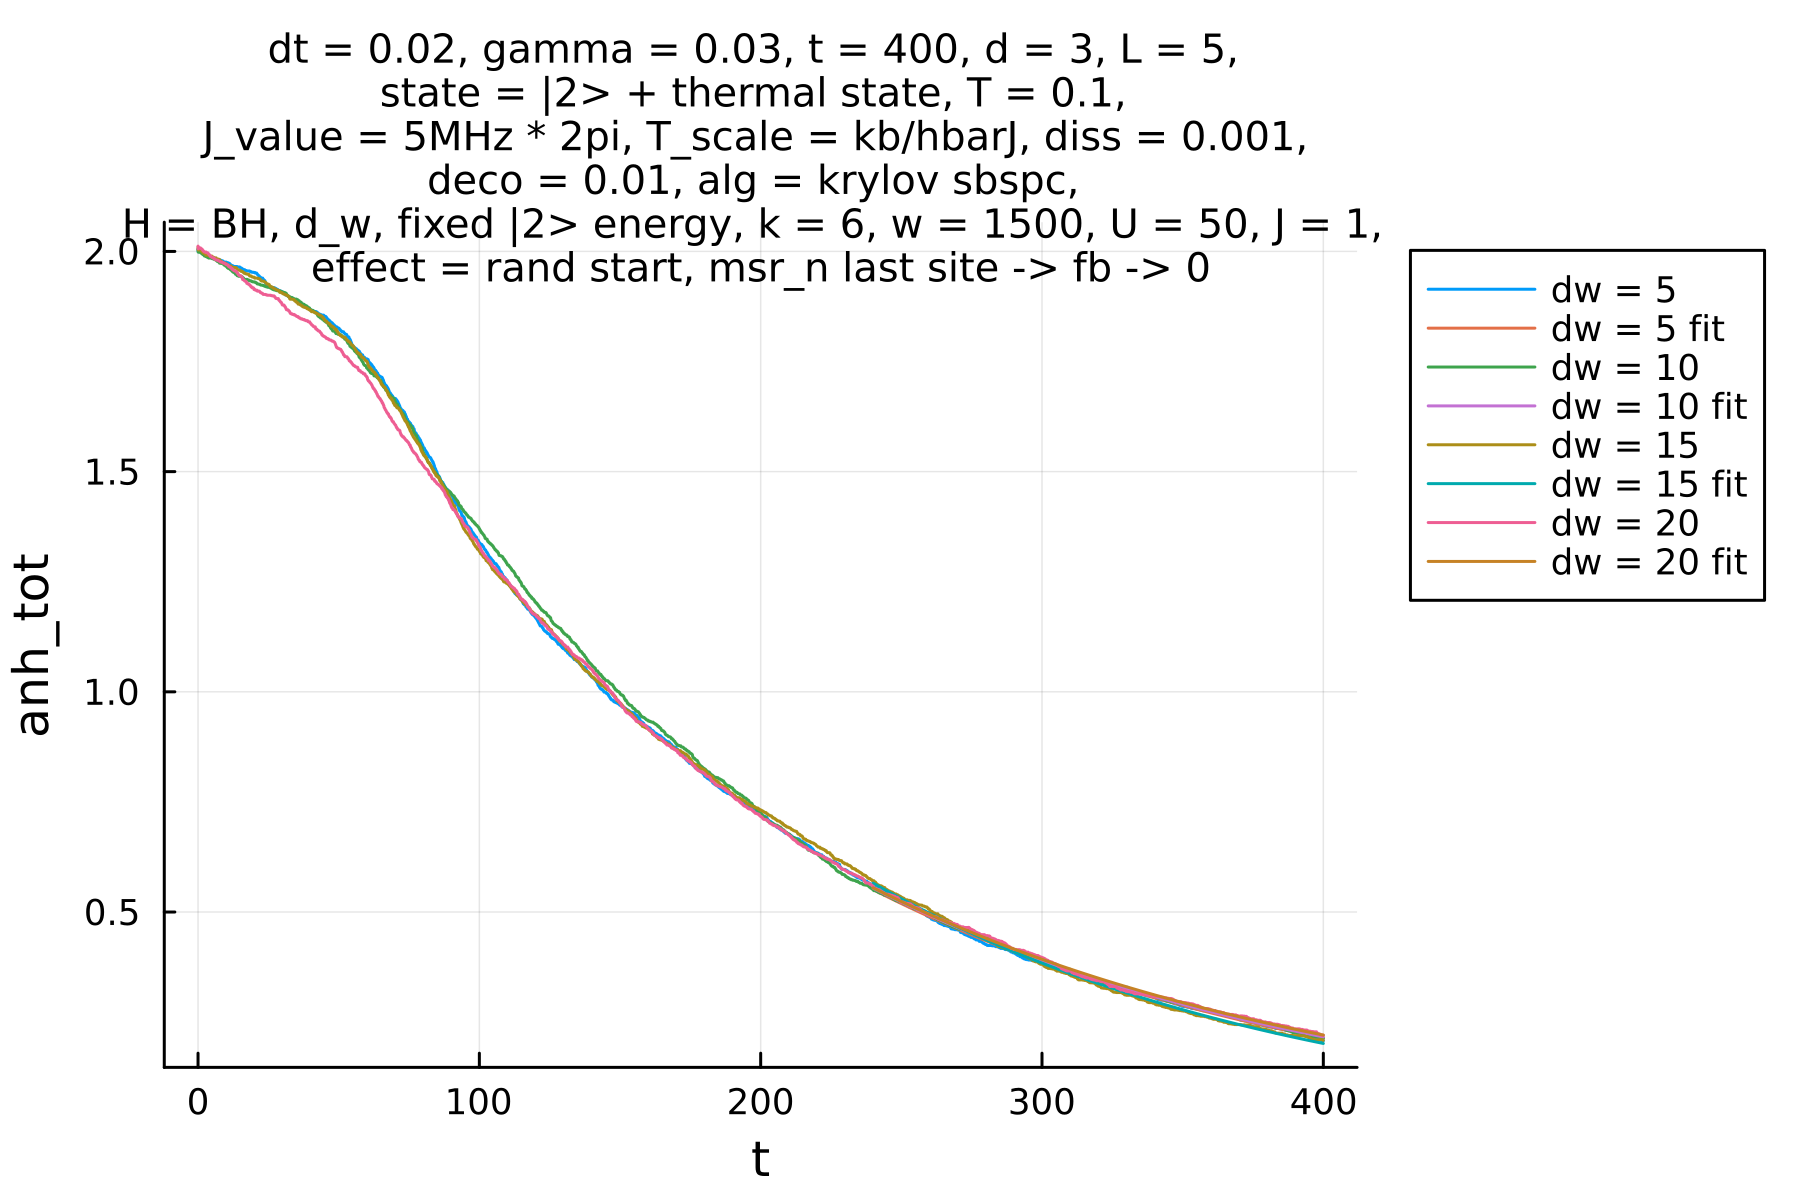 dt = 0.02, gamma = 0.03, t = 400, d = 3, L = 5,
state = |2> + thermal state, T = 0.1,
J_value = 5MHz * 2pi, T_scale = kb/hbarJ, diss = 0.001,
deco = 0.01, alg = krylov sbspc,
H = BH, d_w, fixed |2> energy, k = 6, w = 1500, U = 50, J = 1,
effect = rand start, msr_n last site -> fb -> 0
2.0
1.5
1.0
0.5
anh_tot
0 100 200 300 400
t
dw = 5
dw = 5 fit
dw = 10
dw = 10 fit
dw = 15
dw = 15 fit
dw = 20
dw = 20 fit